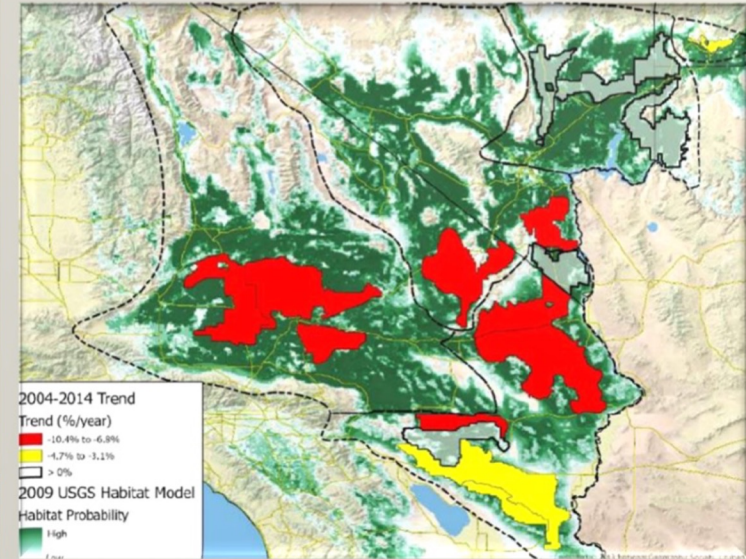 2004-2014 Trend
Trend (%/year)
-10.4% to -6.8%
-4.7% to -3.1%
> 0%
2009 USGS Habitat Model
Habitat Probability
High